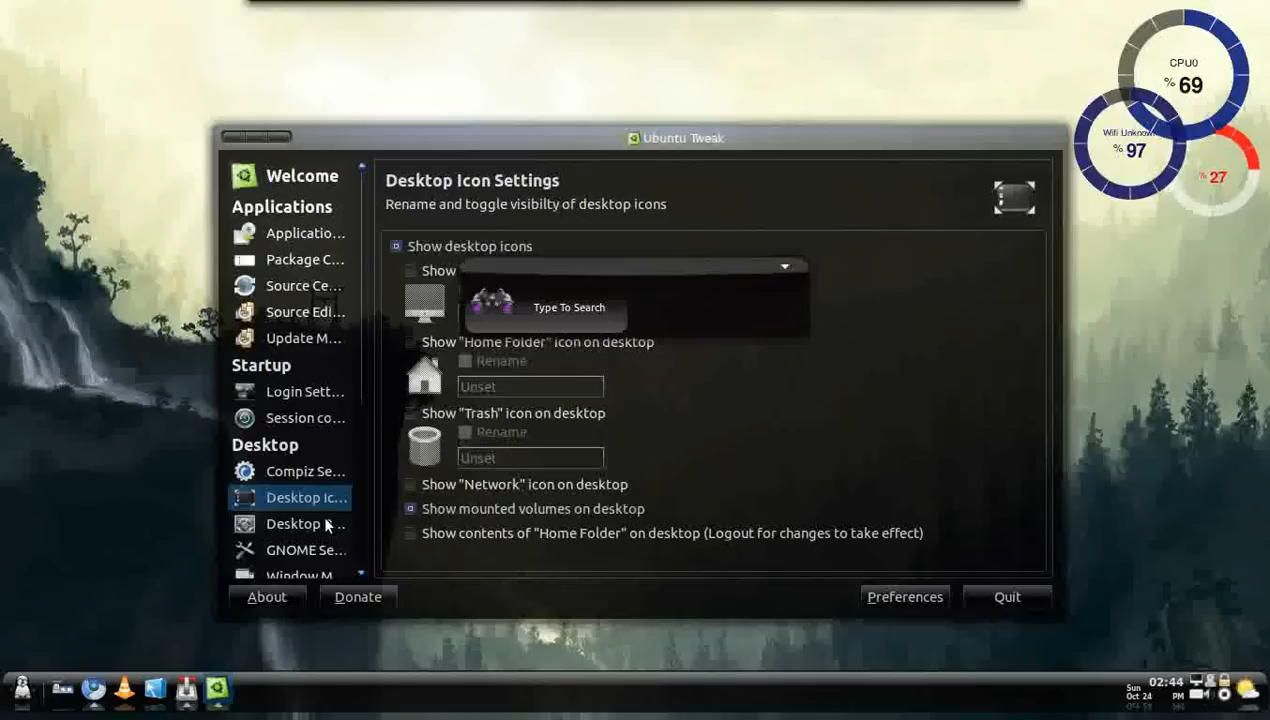 CPU0
% 69
Wifi Unknown
% 97
% 27
Ubuntu Tweak
Welcome
Applications
Applicatio...
Package C...
Source Ce...
Source Edi...
Update M...
Startup
Login Sett...
Session co...
Desktop
Compiz Se...
Desktop Ic...
Desktop
GNOME Se...
Window M...
About
Donate
Desktop Icon Settings
Rename and toggle visibilty of desktop icons
Show desktop icons
Show
Type To Search
Show "Home Folder" icon on desktop
Rename
Unset
Show "Trash" icon on desktop
Rename
Unset
Show "Network" icon on desktop
Show mounted volumes on desktop
Show contents of "Home Folder" on desktop (Logout for changes to take effect)
Preferences
Quit
02:44
Sun
Oct 24
PM